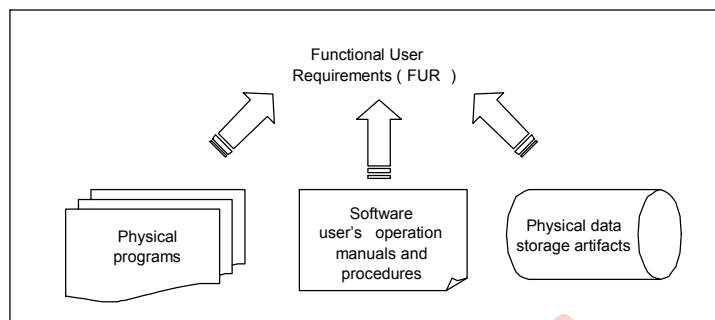 Functional User
Requirements ( FUR )
Physical
programs
Software
user's operation
manuals and
procedures
Physical data
storage artifacts